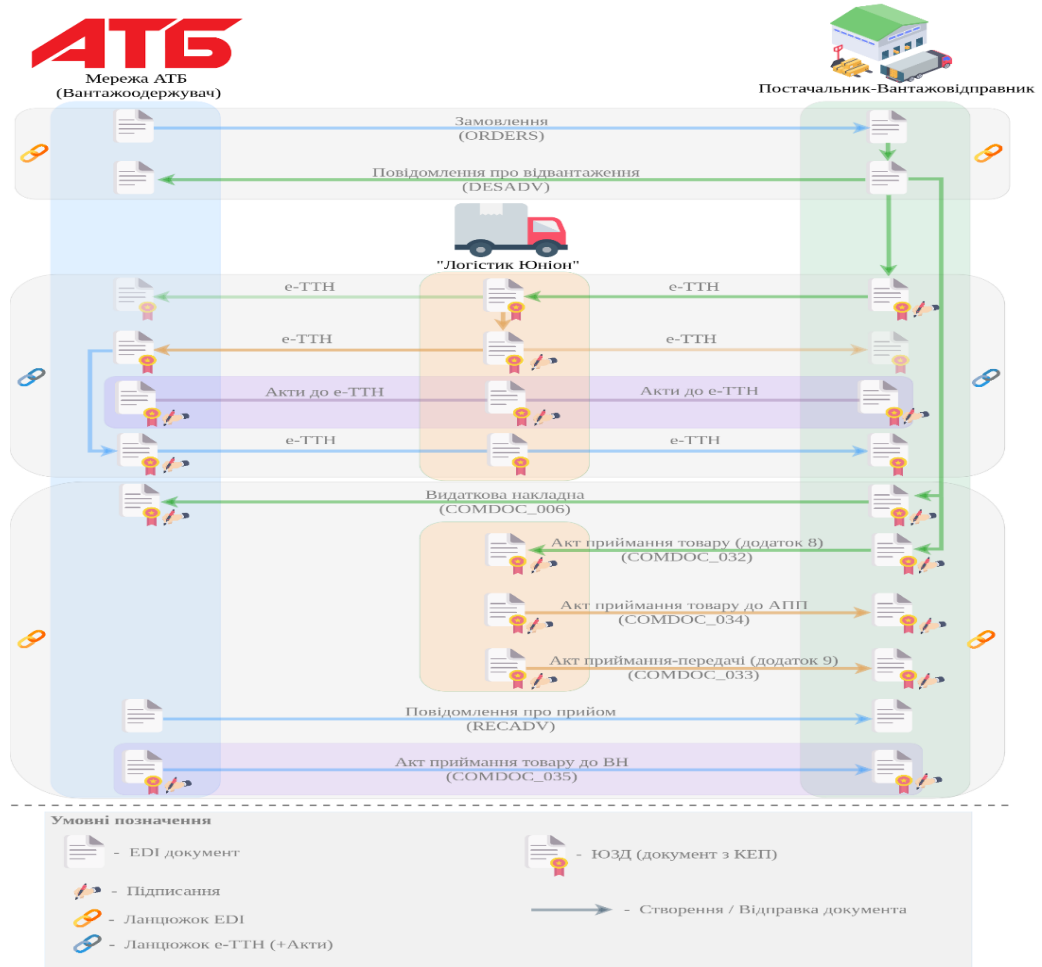 АТБ
Мережа АТБ
(Вантажоодержувач)
Постачальник-Вантажовідправник
Замовлення
(ORDERS)
Повідомлення про відвантаження
(DESADV)
"Логістик Юніон"
е-ТТН
е-ТТН
е-ТТН
е-ТТН
Акти до е-ТТН
Акти до е-ТТН
е-ТТН
е-ТТН
Видаткова накладна
(COMDOC_006)
Акт приймання товару (додаток 8)
(COMDOC_032)
Акт приймання товару до АПП
(COMDOC_034)
Акт приймання-передачі (додаток 9)
(COMDOC_033)
Повідомлення про прийом
(RECADV)
Акт приймання товару до ВН
(COMDOC_035)
Умовні позначення
- EDI документ
- ЮЗД (документ з КЕП)
- Підписання
- Ланцюжок EDI
- Створення / Відправка документа
- Ланцюжок е-ТТН (+Акти)